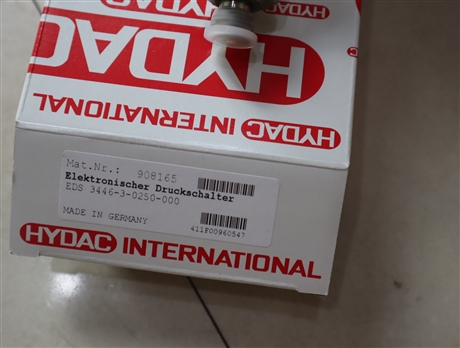 HYDAC
HYDAC INTERNATIONAL
HYDAC INTERNATIONAL
Mat.Nr.: 908165
Elektronischer Druckschalter
EDS 3446-3-0250-000
MADE IN GERMANY
411F00960547
HYDAC INTERNATIONAL